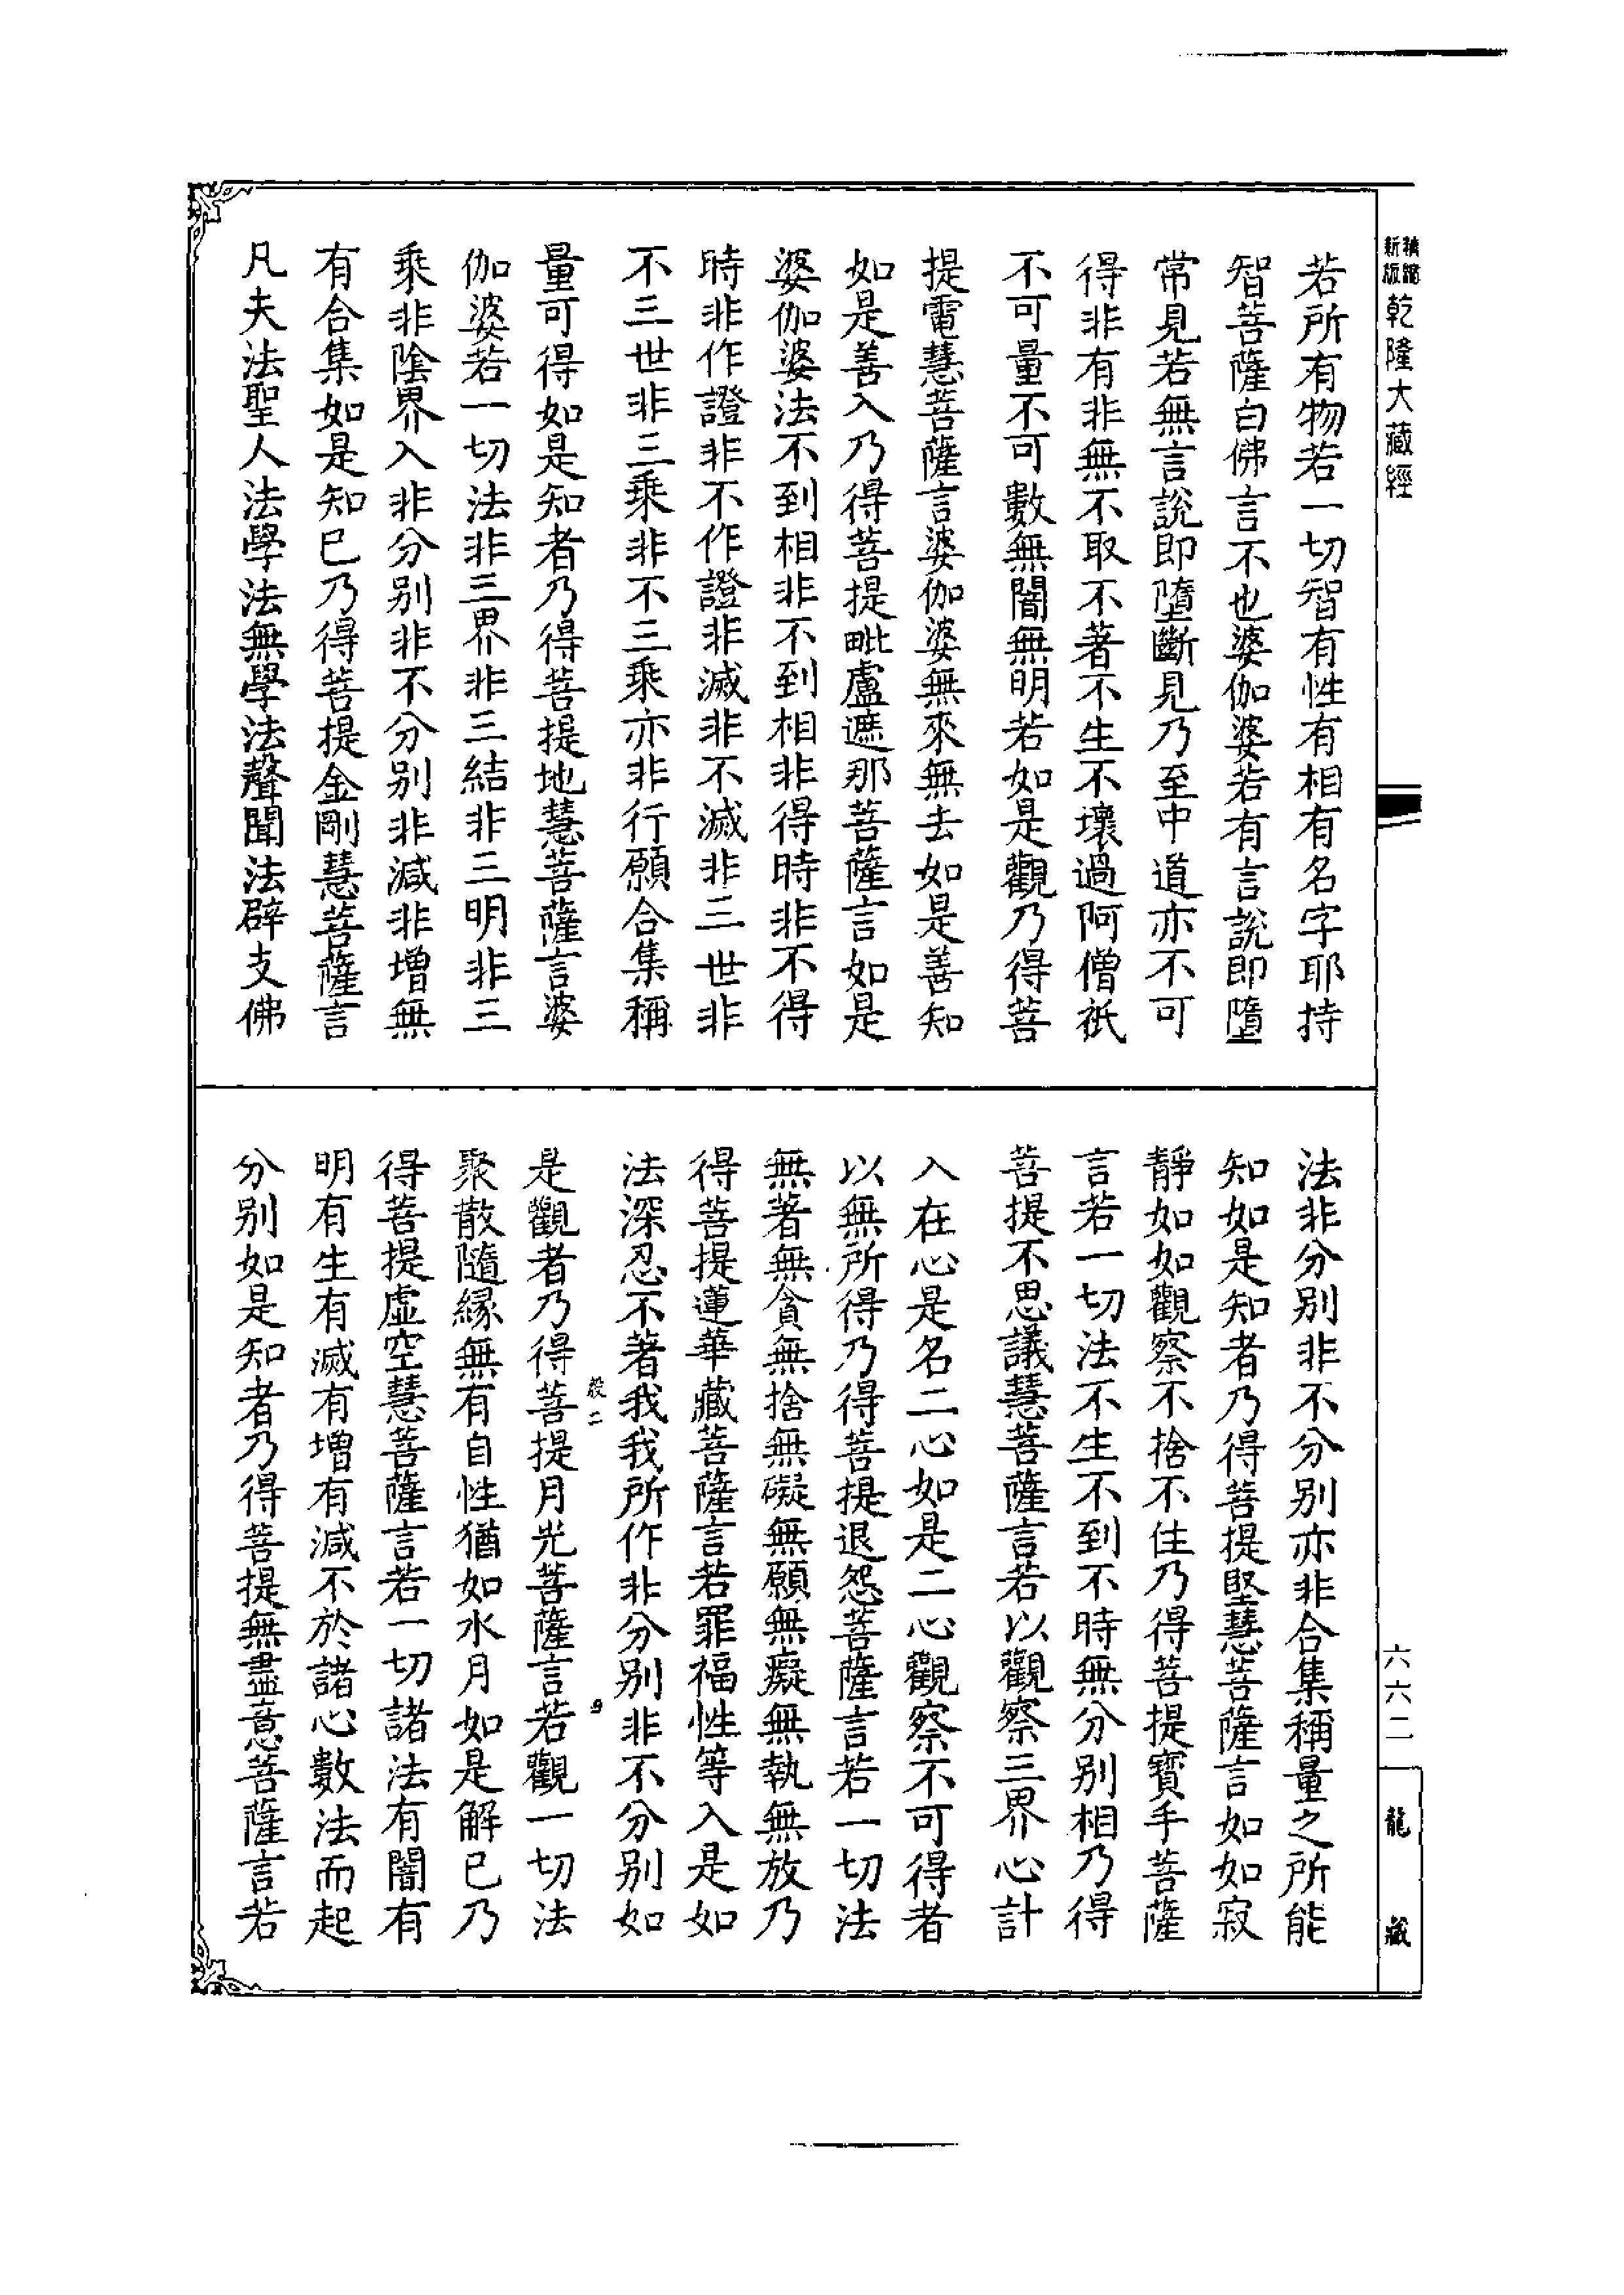 精縮新版乾隆大藏經
若所有物若一切智有性有相有名字耶持
智菩薩白佛言不也婆伽婆若有言說即墮
常見若無言說即墮斷見乃至中道亦不可
得非有非無不取不著不生不壞過阿僧祇
不可量不可數無闇無明若如是觀乃得菩
提電慧菩薩言婆伽婆無來無去如是善知
如是善入乃得菩提毗盧遮那菩薩言如是
婆伽婆法不到相非不到相非得時非不得
時非作證非不作證非滅非不滅非三世非
不三世非三乘非不三乘亦非行願合集稱
量可得如是知者乃得菩提地慧菩薩言婆
伽婆若一切法非三界非三結非三明非三
乘非陰界入非分別非不分別非減非增無
有合集如是知已乃得菩提金剛慧菩薩言
凡夫法聖人法學法無學法聲聞法辟支佛
法非分別非不分別亦非合集稱量之所能
知如是知者乃得菩提堅慧菩薩言如如寂
靜如如觀察不捨不住乃得菩提寶手菩薩
言若一切法不生不到不時無分別相乃得
菩提不思議慧菩薩言若以觀察三界心計
入在心是名二心如是二心觀察不可得者
以無所得乃得菩提退怨菩薩言若一切法
無著無貪無捨無礙無願無癡無執無放乃
得菩提蓮華藏菩薩言若罪福性等入是如
法深忍不著我我所作非分別非不分別如
是觀者乃得菩提月光菩薩言若觀一切法
聚散隨緣無有自性猶如水月如是解已乃
得菩提虛空慧菩薩言若一切諸法有闇有
明有生有滅有增有減不於諸心數法而起
分別如是知者乃得菩提無盡意菩薩言若
六六二
龍藏